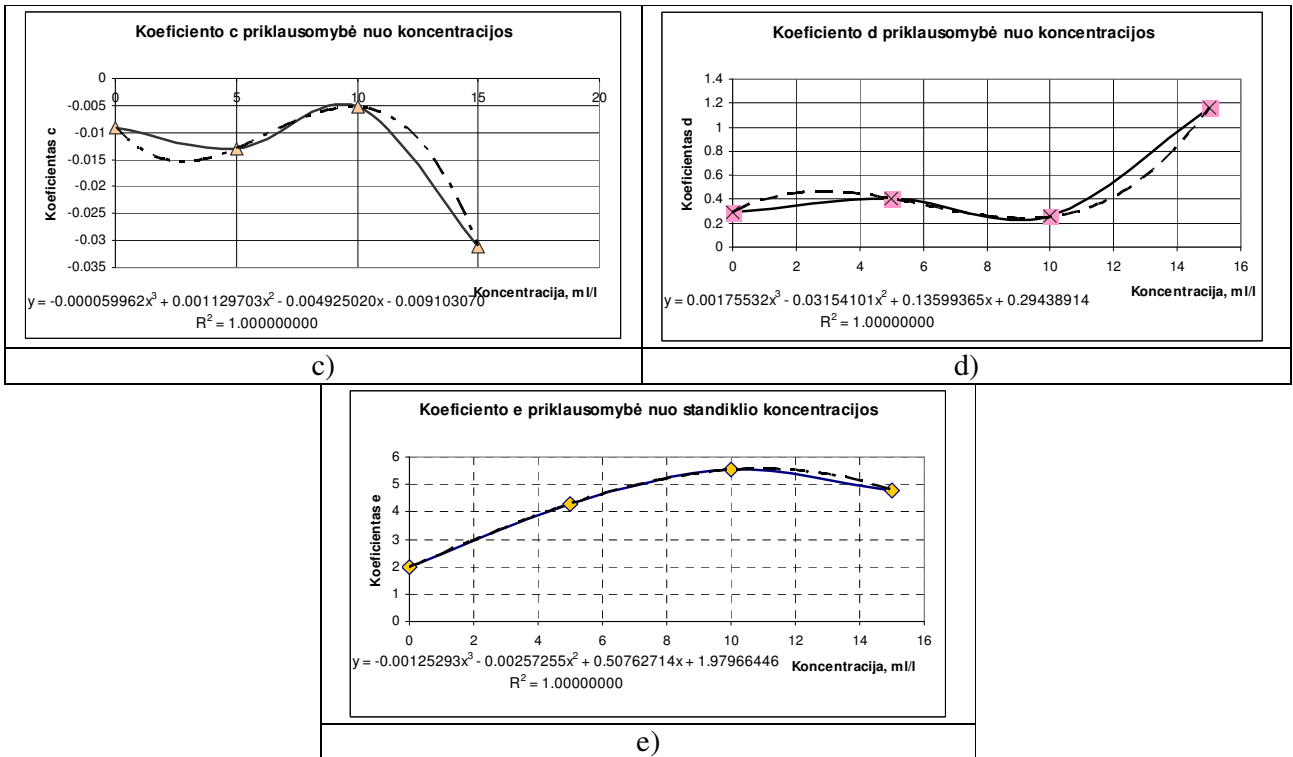 Koeficiento c priklausomybė nuo koncentracijos
0
-0.005
-0.01
-0.015
-0.02
-0.025
-0.03
-0.035
0 5 10 15 20
Koeficientas c
Koncentracija, ml/l
y = -0.000059962x³ + 0.001129703x² - 0.004925020x - 0.009103070
R² = 1.000000000
c)
Koeficiento d priklausomybė nuo koncentracijos
1.4
1.2
1
0.8
0.6
0.4
0.2
0
0 2 4 6 8 10 12 14 16
Koeficientas d
Koncentracija, ml/l
y = 0.00175532x³ - 0.03154101x² + 0.13599365x + 0.29438914
R² = 1.00000000
d)
Koeficiento e priklausomybė nuo standiklio koncentracijos
6
5
4
3
2
1
0
0 2 4 6 8 10 12 14 16
Koeficientas e
y = -0.00125293x³ - 0.00257255x² + 0.50762714x + 1.97966446
Koncentracija, ml/l
R² = 1.00000000
e)